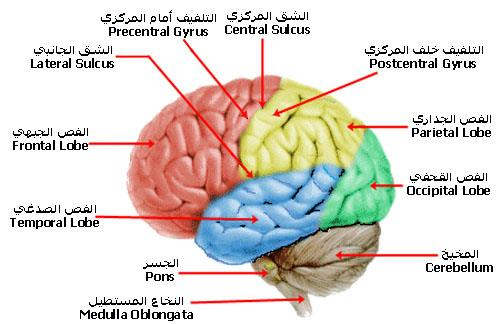 التلفيف أمام المركزي
Precentral Gyrus
الشق المركزي
Central Sulcus
الشق الجانبي
Lateral Sulcus
التلفيف خلف المركزي
Postcentral Gyrus
الفص الجبهي
Frontal Lobe
الفص الجداري
Parietal Lobe
الفص القحفي
Occipital Lobe
الفص الصدغي
Temporal Lobe
المخيخ
Cerebellum
الجسر
Pons
النخاع المستطيل
Medulla Oblongata